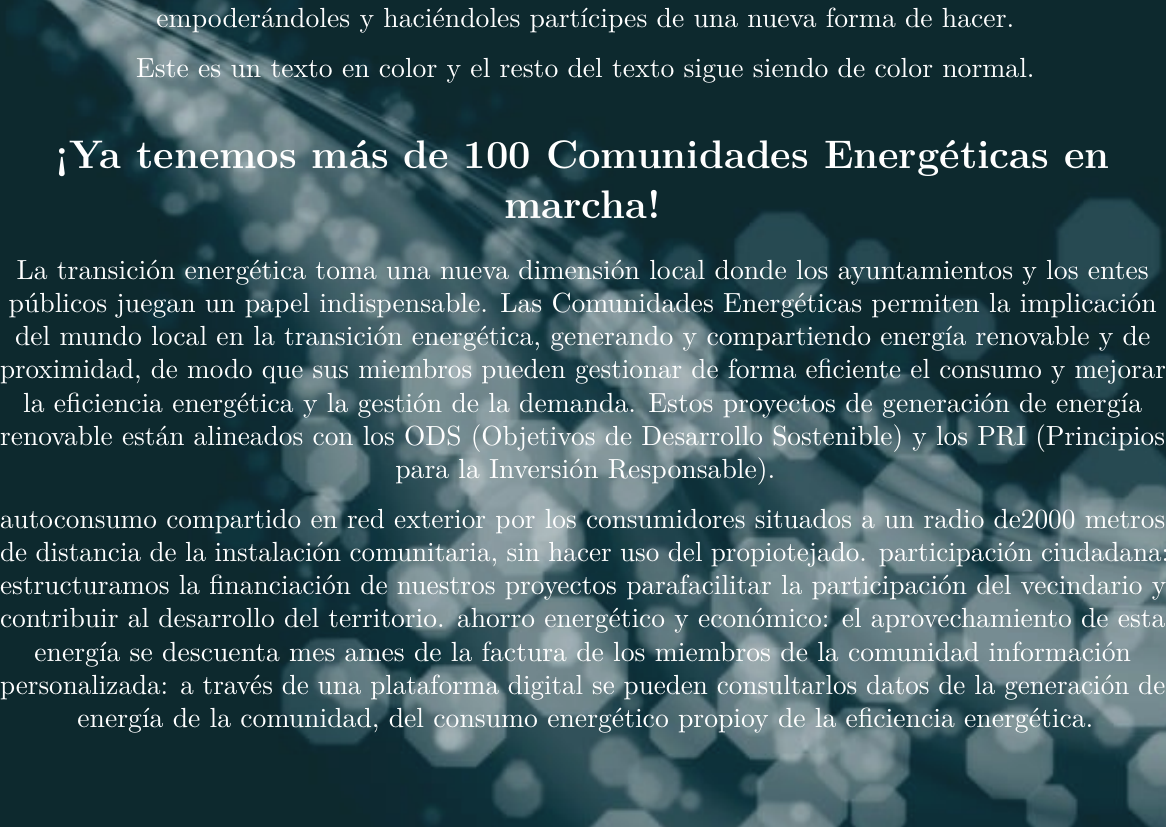 empoderándoles y haciéndoles partícipes de una nueva forma de hacer.
Este es un texto en color y el resto del texto sigue siendo de color normal.
¡Ya tenemos más de 100 Comunidades Energéticas en
marcha!
La transición energética toma una nueva dimensión local donde los ayuntamientos y los entes
públicos juegan un papel indispensable. Las Comunidades Energéticas permiten la implicación
del mundo local en la transición energética, generando y compartiendo energía renovable y de
proximidad, de modo que sus miembros pueden gestionar de forma eficiente el consumo y mejorar
la eficiencia energética y la gestión de la demanda. Estos proyectos de generación de energía
renovable están alineados con los ODS (Objetivos de Desarrollo Sostenible) y los PRI (Principios
para la Inversión Responsable).
autoconsumo compartido en red exterior por los consumidores situados a un radio de2000 metros
de distancia de la instalación comunitaria, sin hacer uso del propiotejado. participación ciudadana:
estructuramos la financiación de nuestros proyectos parafacilitar la participación del vecindario y
contribuir al desarrollo del territorio. ahorro energético y económico: el aprovechamiento de esta
energía se descuenta mes ames de la factura de los miembros de la comunidad información
personalizada: a través de una plataforma digital se pueden consultarlos datos de la generación de
energía de la comunidad, del consumo energético propioy de la eficiencia energética.